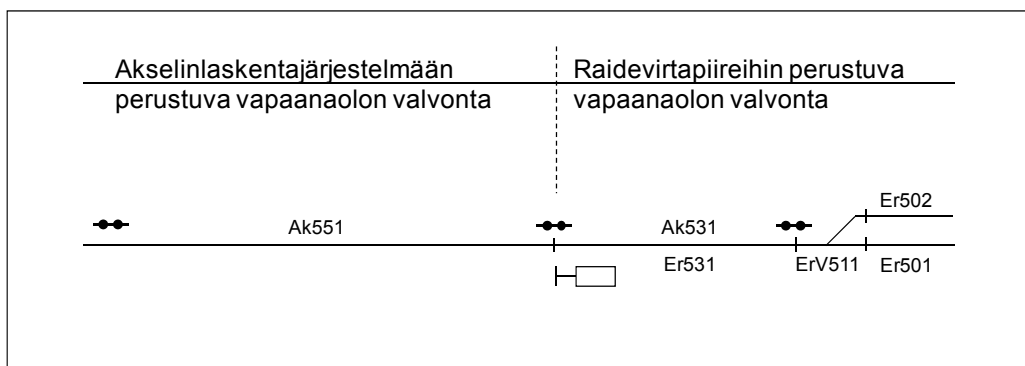 Akselinlaskentajärjestelmään
perustuva vapaanaolon valvonta
Raidevirtapiireihin perustuva
vapaanaolon valvonta
Er502
Ak551
Ak531
Er531
ErV511
Er501